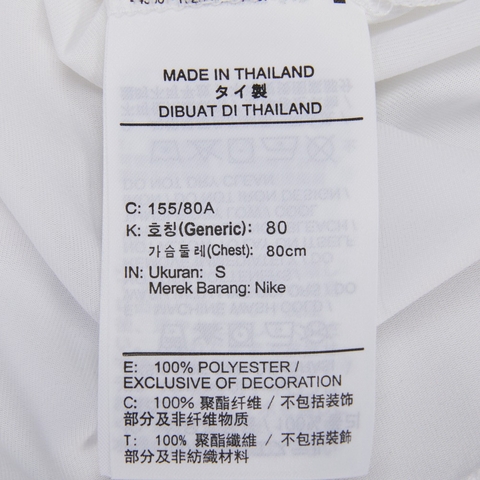 MADE IN THAILAND
タイ製
DIBUAT DI THAILAND
C: 155/80A
K: 호칭(Generic): 80
가슴둘레(Chest): 80cm
IN: Ukuran: S
Merek Barang: Nike
E: 100% POLYESTER /
EXCLUSIVE OF DECORATION
C: 100% 聚酯纤维 / 不包括装饰
部分及非纤维物质
T: 100% 聚酯纖維 / 不包括裝飾
部分及非紡織材料